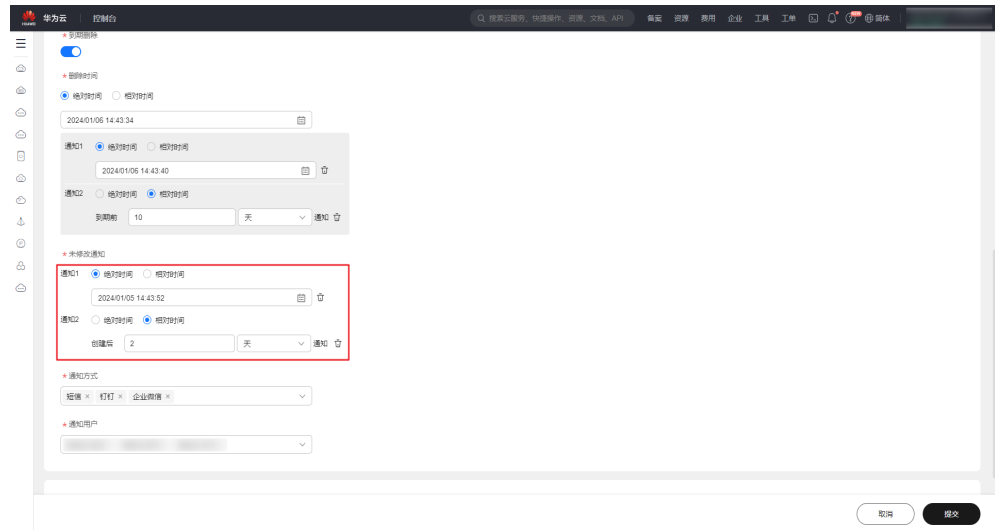 HUAWEI 华为云 控制台 搜索云服务、快捷操作、资源、文档、API 备案 资源 费用 企业 工具 工单 简体
* 到期删除
* 删除时间
绝对时间 相对时间
2024/01/06 14:43:34
通知1 绝对时间 相对时间
2024/01/06 14:43:40
通知2 绝对时间 相对时间
到期前 10 天 通知
* 未修改通知
通知1 绝对时间 相对时间
2024/01/05 14:43:52
通知2 绝对时间 相对时间
创建后 2 天 通知
* 通知方式
短信 × 钉钉 × 企业微信 ×
* 通知用户
取消 提交